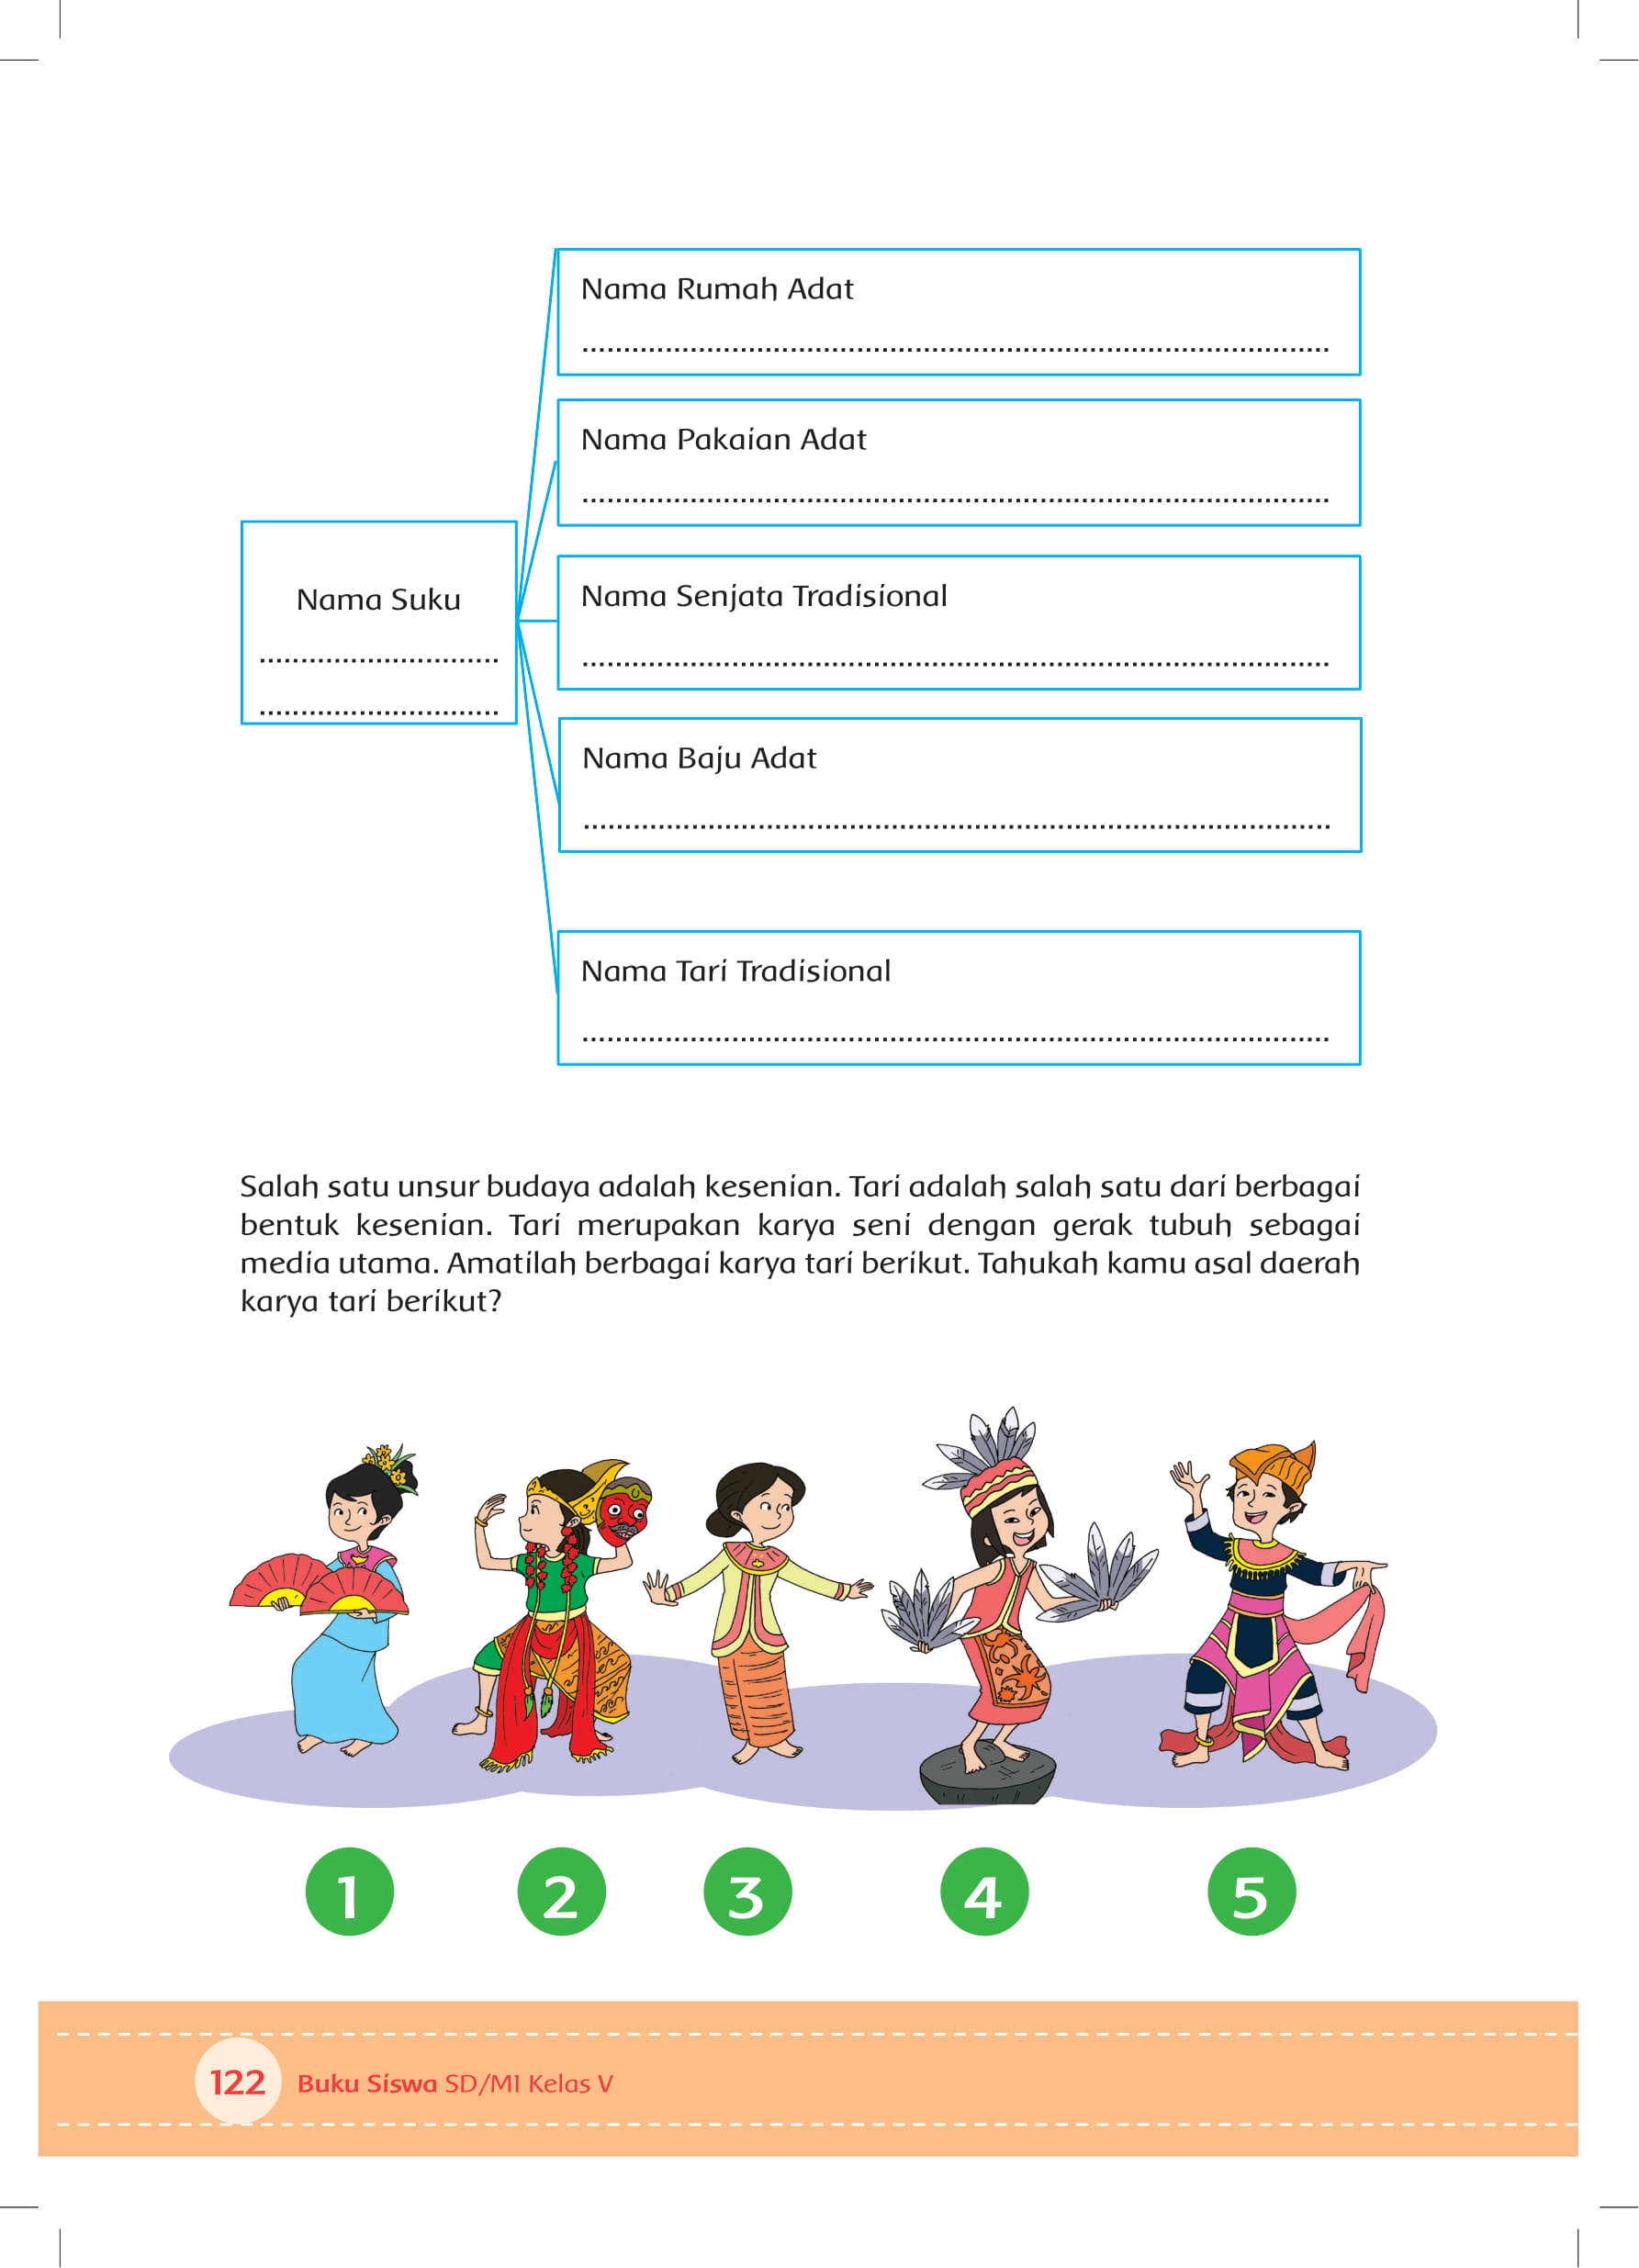 Nama Rumah Adat
..........................................................................................
Nama Pakaian Adat
..........................................................................................
Nama Suku
.............................
.............................
Nama Senjata Tradisional
..........................................................................................
Nama Baju Adat
..........................................................................................
Nama Tari Tradisional
..........................................................................................
Salah satu unsur budaya adalah kesenian. Tari adalah salah satu dari berbagai
bentuk kesenian. Tari merupakan karya seni dengan gerak tubuh sebagai
media utama. Amatilah berbagai karya tari berikut. Tahukah kamu asal daerah
karya tari berikut?
1 2 3 4 5
122 Buku Siswa SD/MI Kelas V